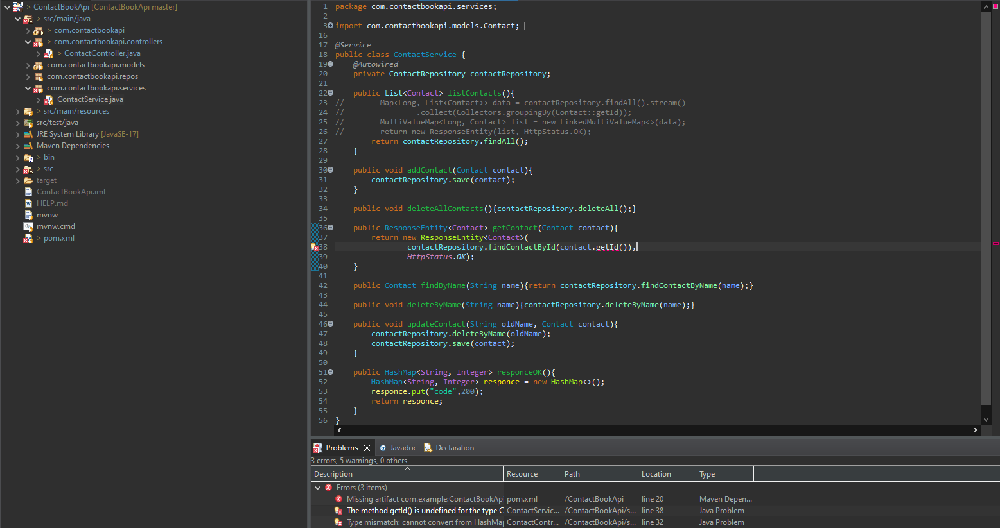 ContactBookApi [ContactBookApi master]
src/main/java
com.contactbookapi
com.contactbookapi.controllers
ContactController.java
com.contactbookapi.models
com.contactbookapi.repos
com.contactbookapi.services
ContactService.java
src/main/resources
src/test/java
JRE System Library [JavaSE-17]
Maven Dependencies
bin
src
target
ContactBookApi.iml
HELP.md
mvnw
mvnw.cmd
pom.xml
1 package com.contactbookapi.services;
2
3 import com.contactbookapi.models.Contact;
16
17 @Service
18 public class ContactService {
19 @Autowired
20 private ContactRepository contactRepository;
21
22 public List<Contact> listContacts(){
23 // Map<Long, List<Contact>> data = contactRepository.findAll().stream()
24 // .collect(Collectors.groupingBy(Contact::getId));
25 // MultiValueMap<Long, Contact> list = new LinkedMultiValueMap<>(data);
26 // return new ResponseEntity(list, HttpStatus.OK);
27 return contactRepository.findAll();
28 }
29
30 public void addContact(Contact contact){
31 contactRepository.save(contact);
32 }
33
34 public void deleteAllContacts(){contactRepository.deleteAll();}
35
36 public ResponseEntity<Contact> getContact(Contact contact){
37 return new ResponseEntity<Contact>(
38 contactRepository.findContactById(contact.getId()),
39 HttpStatus.OK);
40 }
41
42 public Contact findByName(String name){return contactRepository.findContactByName(name);}
43
44 public void deleteByName(String name){contactRepository.deleteByName(name);}
45
46 public void updateContact(String oldName, Contact contact){
47 contactRepository.deleteByName(oldName);
48 contactRepository.save(contact);
49 }
50
51 public HashMap<String, Integer> responceOK(){
52 HashMap<String, Integer> responce = new HashMap<>();
53 responce.put("code",200);
54 return responce;
55 }
56 }
Problems Javadoc Declaration
3 errors, 5 warnings, 0 others
Description Resource Path Location Type
Errors (3 items)
Missing artifact com.example:ContactBookAp pom.xml /ContactBookApi line 20 Maven Depen...
The method getId() is undefined for the type C ContactServic... /ContactBookApi/s... line 38 Java Problem
Type mismatch: cannot convert from HashMa ContactContr... /ContactBookApi/s... line 32 Java Problem